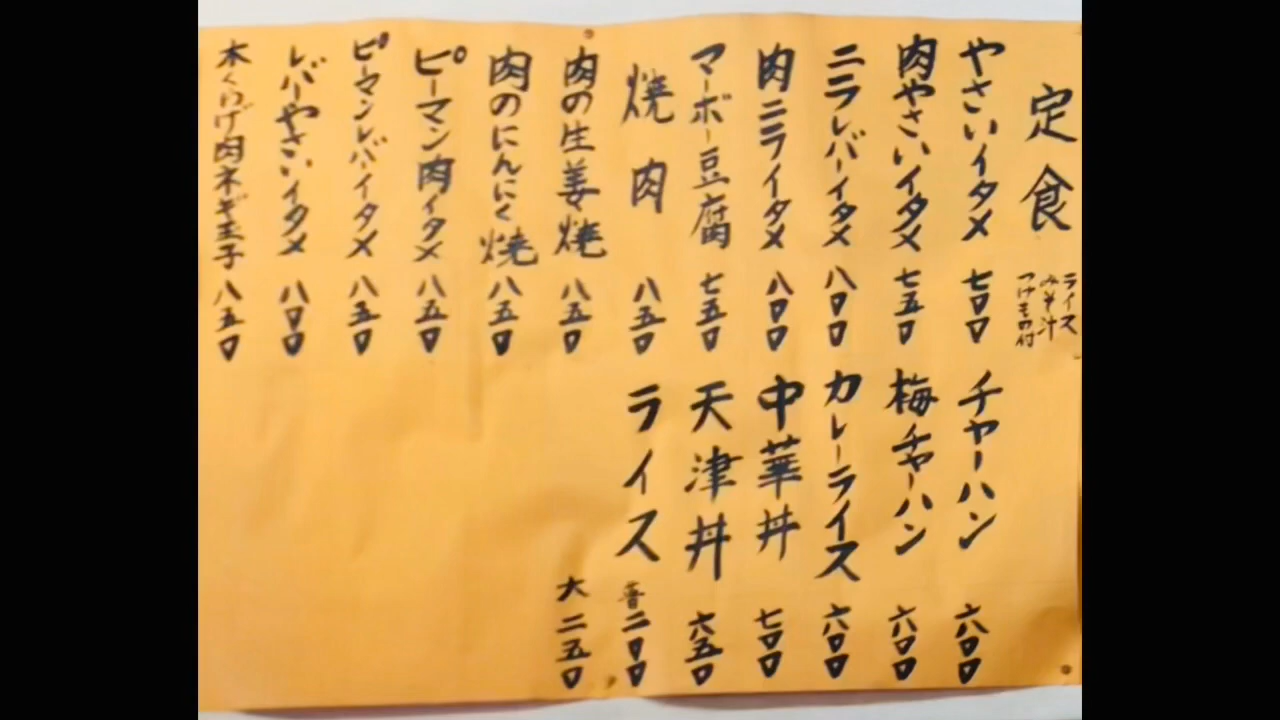 定食
ライス
みそ汁
つけもの付
やさいイタメ 七〇〇
肉やさいイタメ 七五〇
ニラレバーイタメ 八〇〇
肉ニライタメ 八〇〇
マーボー豆腐 七五〇
焼肉 八五〇
肉の生姜焼 八五〇
肉のにんにく焼 八五〇
ピーマン肉イタメ 八五〇
ピーマンレバーイタメ 八五〇
レバーやさいイタメ 八〇〇
木くらげ肉ネギ玉子 八五〇
チャーハン 六〇〇
梅チャーハン 六〇〇
カレーライス 六〇〇
中華丼 七〇〇
天津丼 六五〇
ライス 普二〇〇
大 二五〇